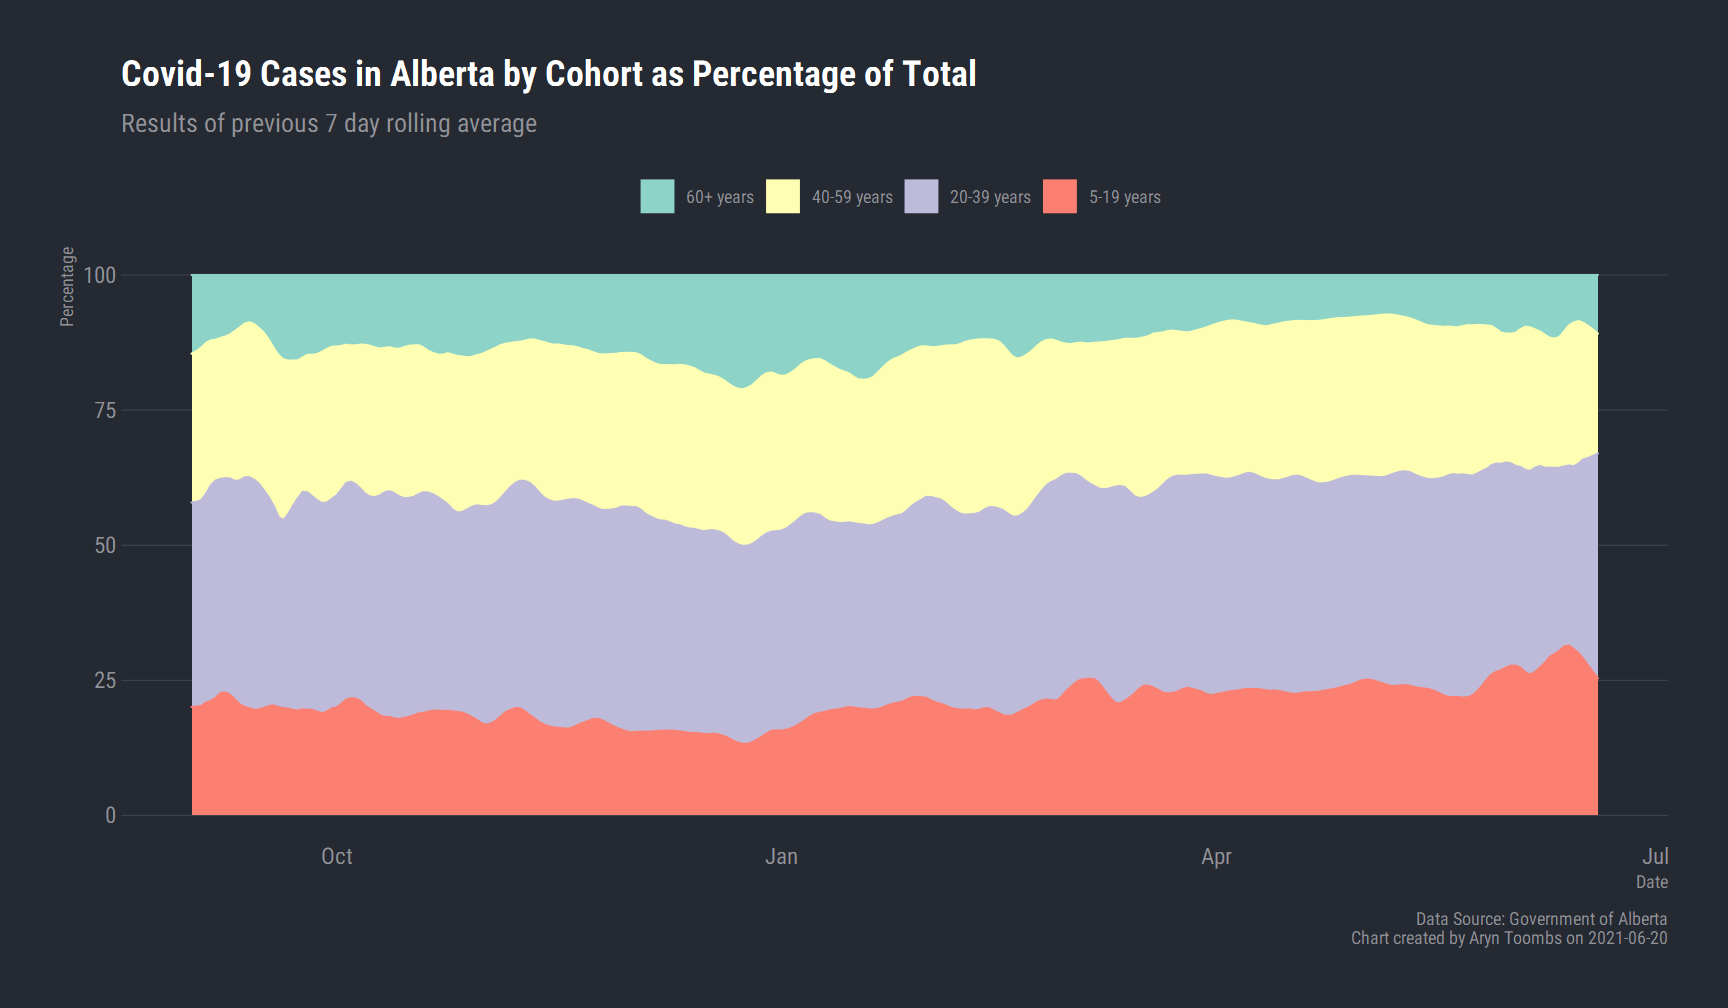 Covid-19 Cases in Alberta by Cohort as Percentage of Total
Results of previous 7 day rolling average
60+ years 40-59 years 20-39 years 5-19 years
Percentage
100
75
50
25
0
Oct Jan Apr Jul
Date
Data Source: Government of Alberta
Chart created by Aryn Toombs on 2021-06-20